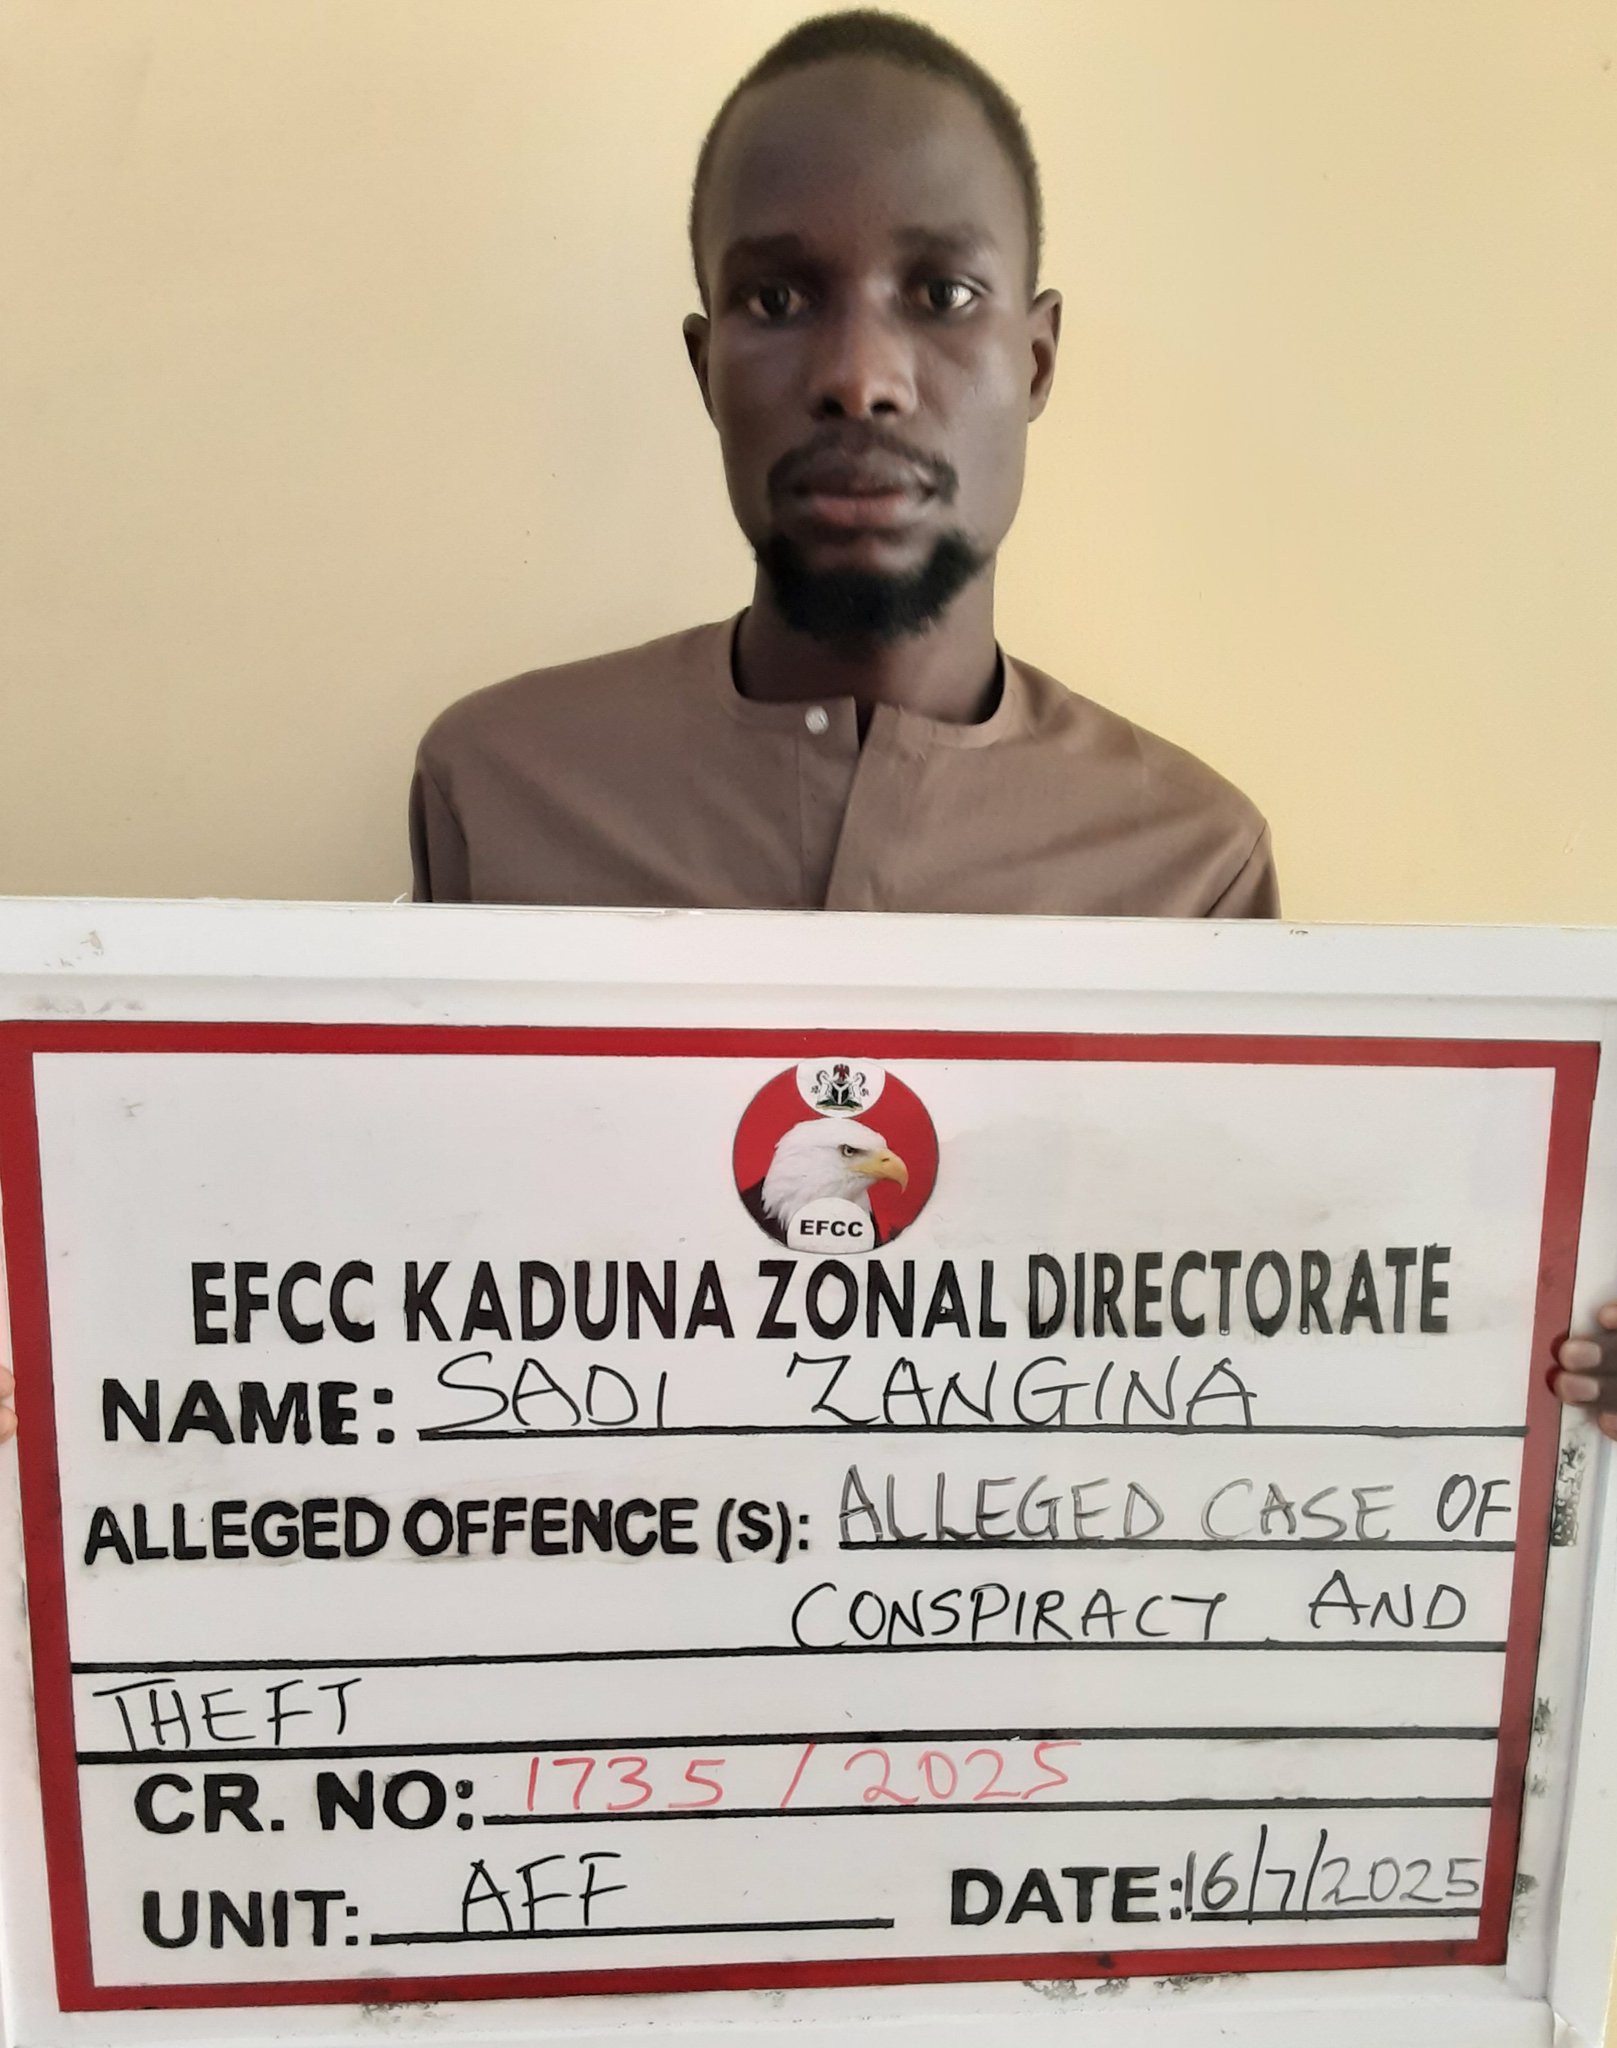 EFCC
EFCC KADUNA ZONAL DIRECTORATE
NAME: SADI ZANGINA
ALLEGED OFFENCE (S): ALLEGED CASE OF
CONSPIRACY AND
THEFT
CR. NO: 1735 / 2025
UNIT: AFF DATE: 16/7/2025